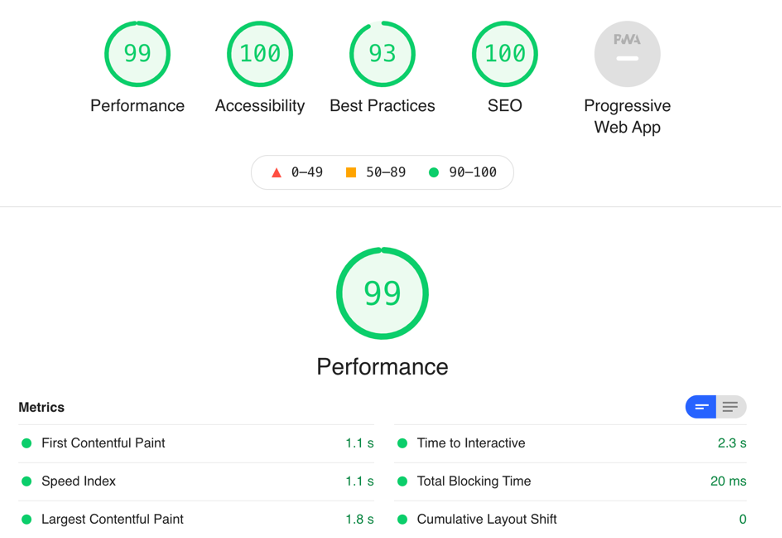 99 100 93 100 PWA
Performance Accessibility Best Practices SEO Progressive
Web App
0–49 50–89 90–100
99
Performance
Metrics
First Contentful Paint 1.1 s
Time to Interactive 2.3 s
Speed Index 1.1 s
Total Blocking Time 20 ms
Largest Contentful Paint 1.8 s
Cumulative Layout Shift 0